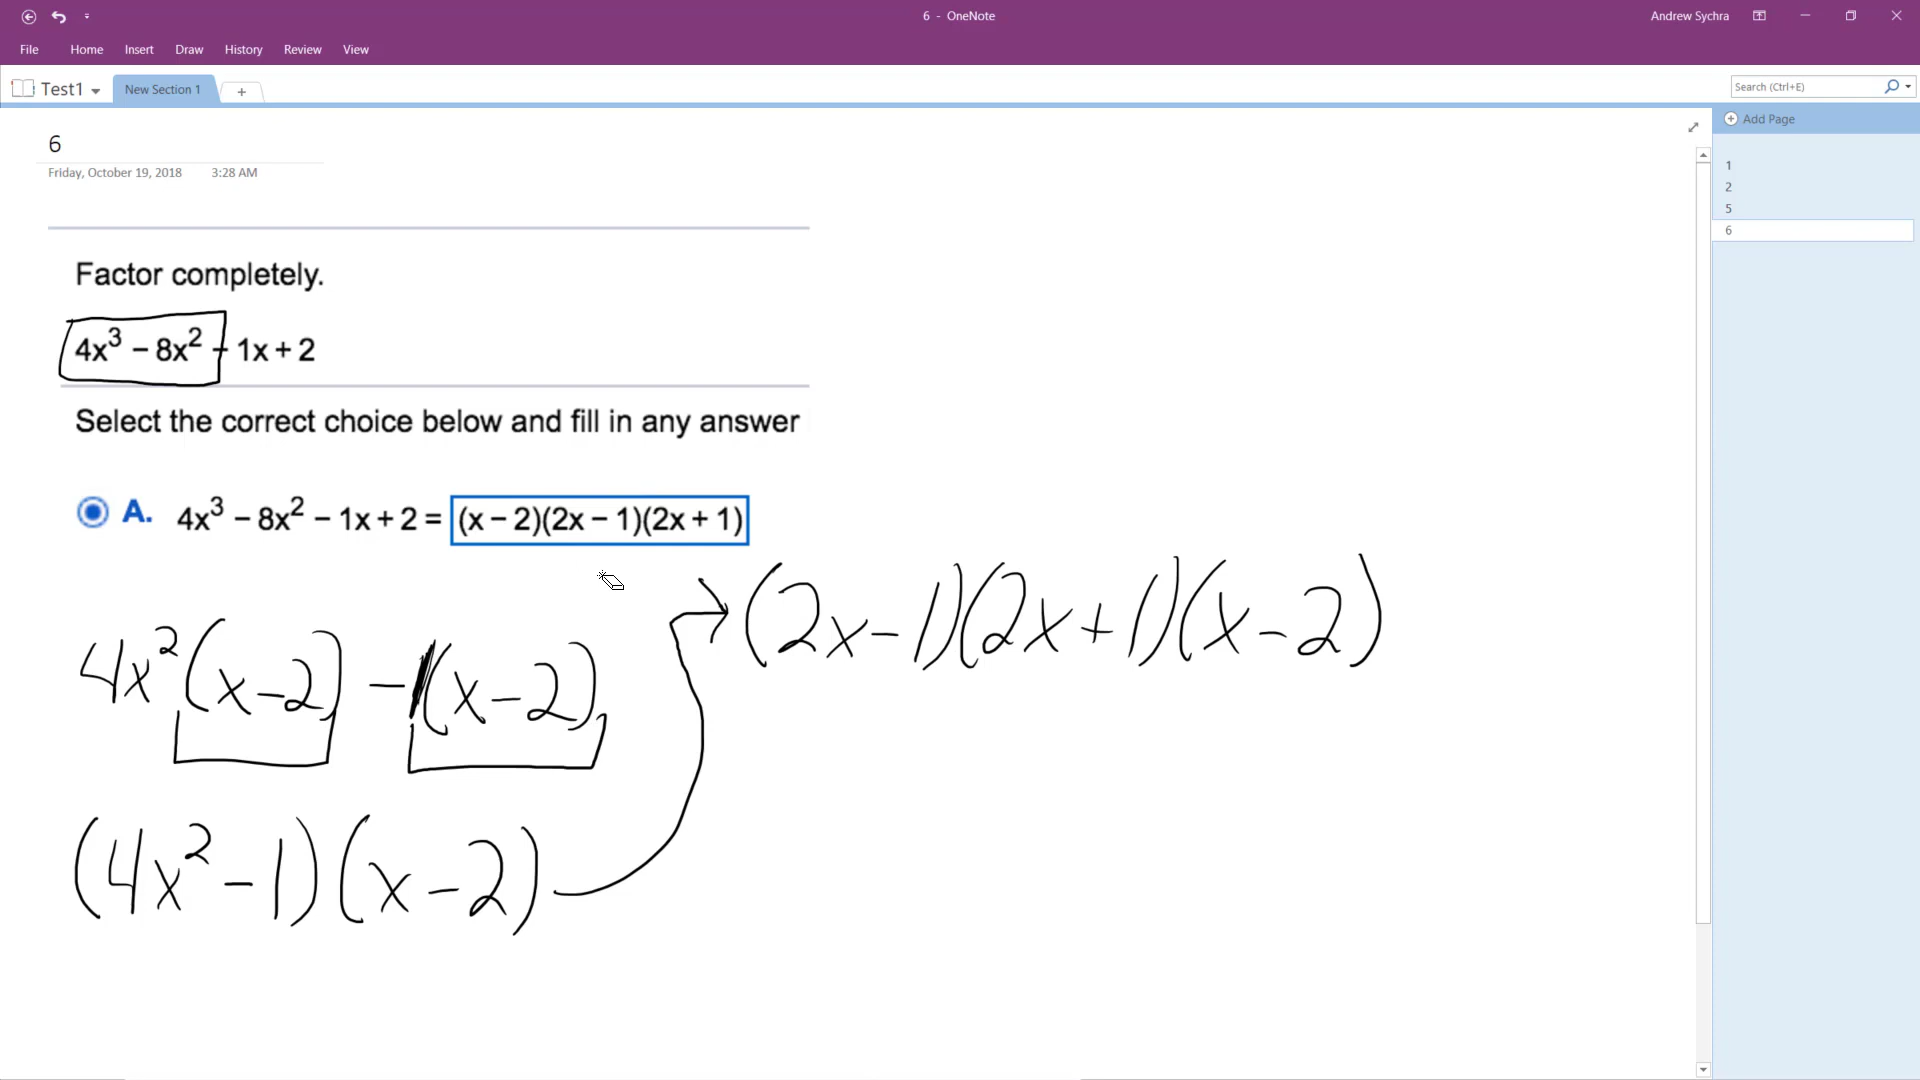 6 - OneNote
Andrew Sychra
File Home Insert Draw History Review View
Test1 New Section 1 +
Search (Ctrl+E)
Add Page
1
2
5
6
6
Friday, October 19, 2018 3:28 AM
Factor completely.
4x³ − 8x² − 1x + 2
Select the correct choice below and fill in any answer
A. 4x³ − 8x² − 1x + 2 = (x − 2)(2x − 1)(2x + 1)
4x²(x−2) −1(x−2)
(4x²−1)(x−2)
(2x−1)(2x+1)(x−2)